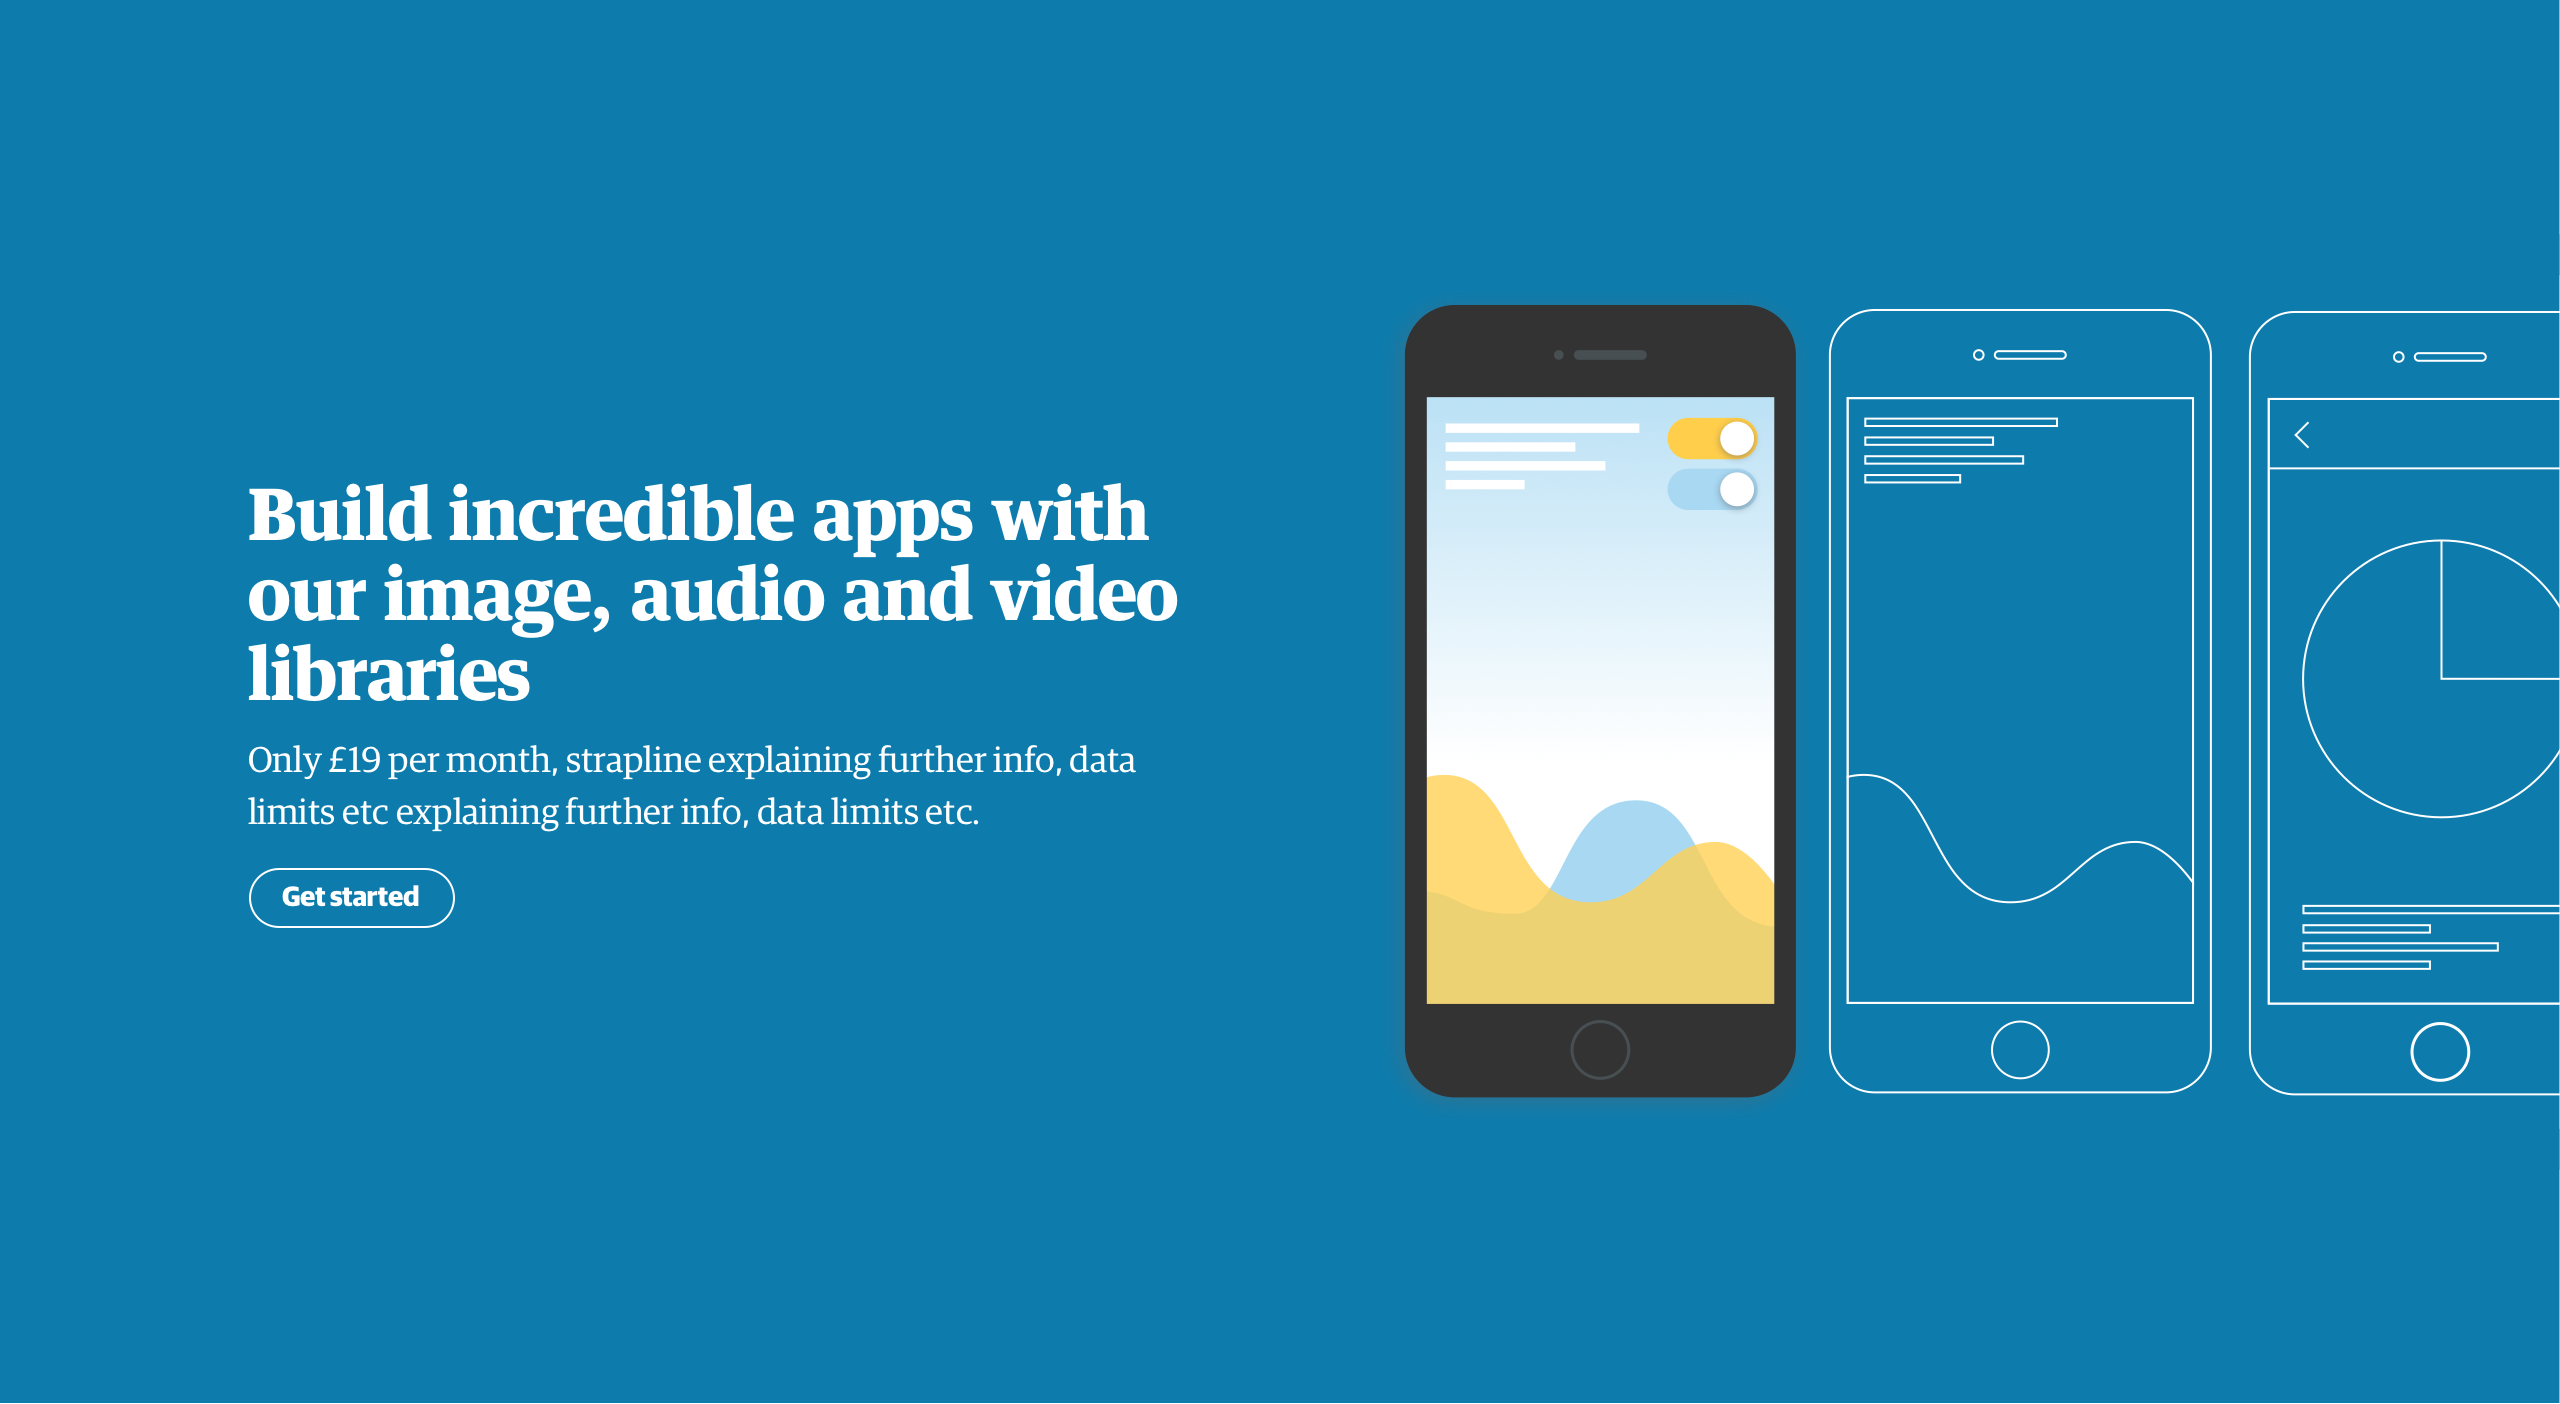 Build incredible apps with
our image, audio and video
libraries
Only £19 per month, strapline explaining further info, data
limits etc explaining further info, data limits etc.
Get started